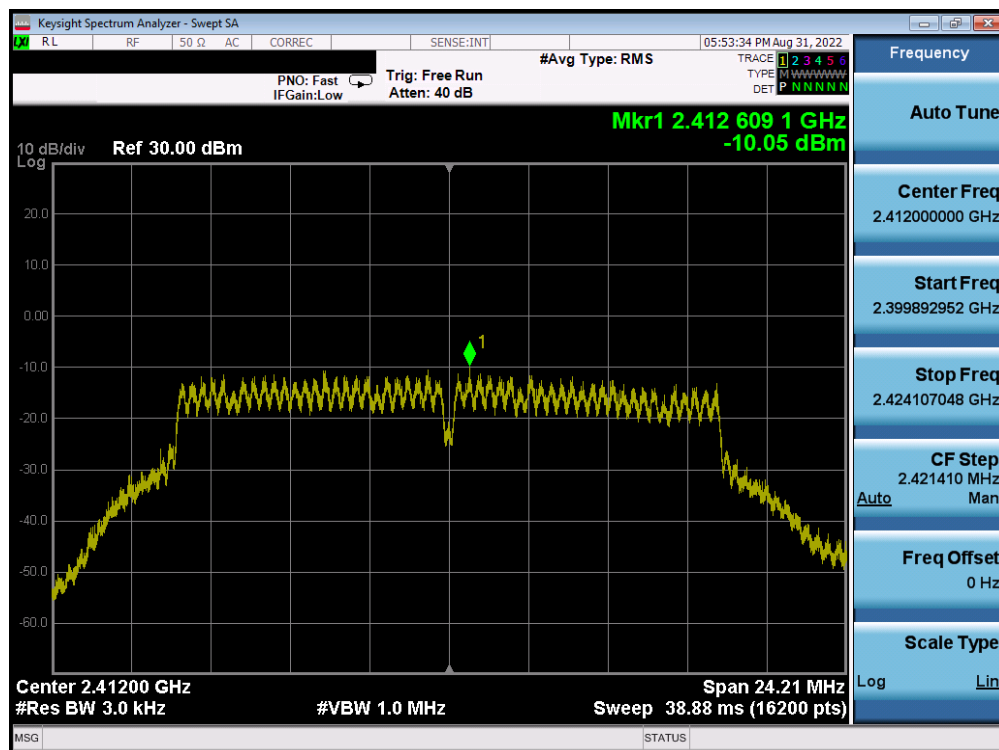 Keysight Spectrum Analyzer - Swept SA
LXI RL RF 50 Ω AC CORREC SENSE:INT 05:53:34 PM Aug 31, 2022
#Avg Type: RMS
TRACE 1 2 3 4 5 6
TYPE M WWWWW
DET P N N N N N
PNO: Fast
IFGain:Low
Trig: Free Run
Atten: 40 dB
Mkr1 2.412 609 1 GHz
-10.05 dBm
10 dB/div
Log
Ref 30.00 dBm
20.0
10.0
0.00
-10.0
-20.0
-30.0
-40.0
-50.0
-60.0
1
Center 2.41200 GHz
Span 24.21 MHz
#Res BW 3.0 kHz
#VBW 1.0 MHz
Sweep 38.88 ms (16200 pts)
MSG
STATUS
Frequency
Auto Tune
Center Freq
2.412000000 GHz
Start Freq
2.399892952 GHz
Stop Freq
2.424107048 GHz
CF Step
2.421410 MHz
Auto Man
Freq Offset
0 Hz
Scale Type
Log Lin